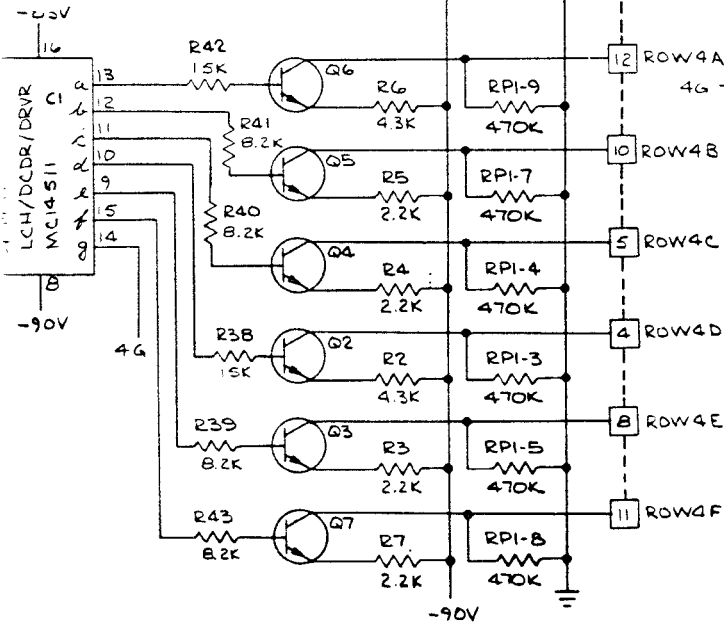 16
R42
15K
Q6
R6
4.3K
RP1-9
470K
12 ROW4A
4G
a 13
C1
b 12
R41
8.2K
Q5
R5
2.2K
RP1-7
470K
10 ROW4B
c 11
d 10
e 9
f 15
g 14
LCH/DCDR/DRVR
MC14511
R40
8.2K
Q4
R4
2.2K
RP1-4
470K
5 ROW4C
8
-90V
4G
R38
15K
Q2
R2
4.3K
RP1-3
470K
4 ROW4D
R39
8.2K
Q3
R3
2.2K
RP1-5
470K
8 ROW4E
R43
8.2K
Q7
R7
2.2K
RP1-8
470K
11 ROW4F
-90V